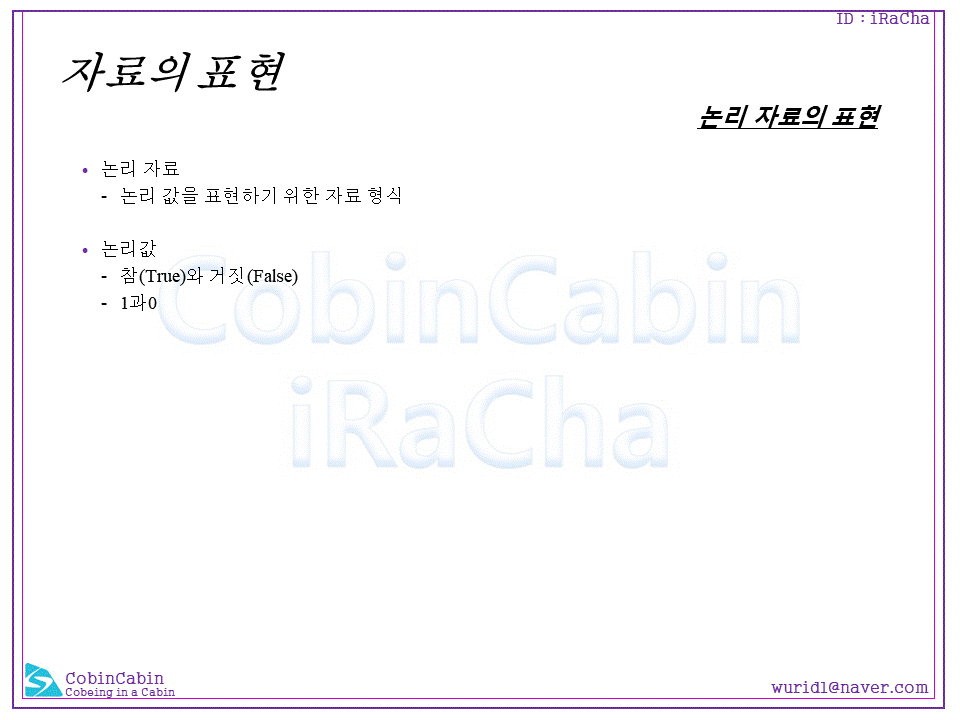 ID : iRaCha
자료의 표현
논리 자료의 표현
• 논리 자료
- 논리 값을 표현하기 위한 자료 형식
• 논리값
- 참(True)와 거짓(False)
- 1과0
CobinCabin
iRaCha
CobinCabin
Cobeing in a Cabin
wuridl@naver.com